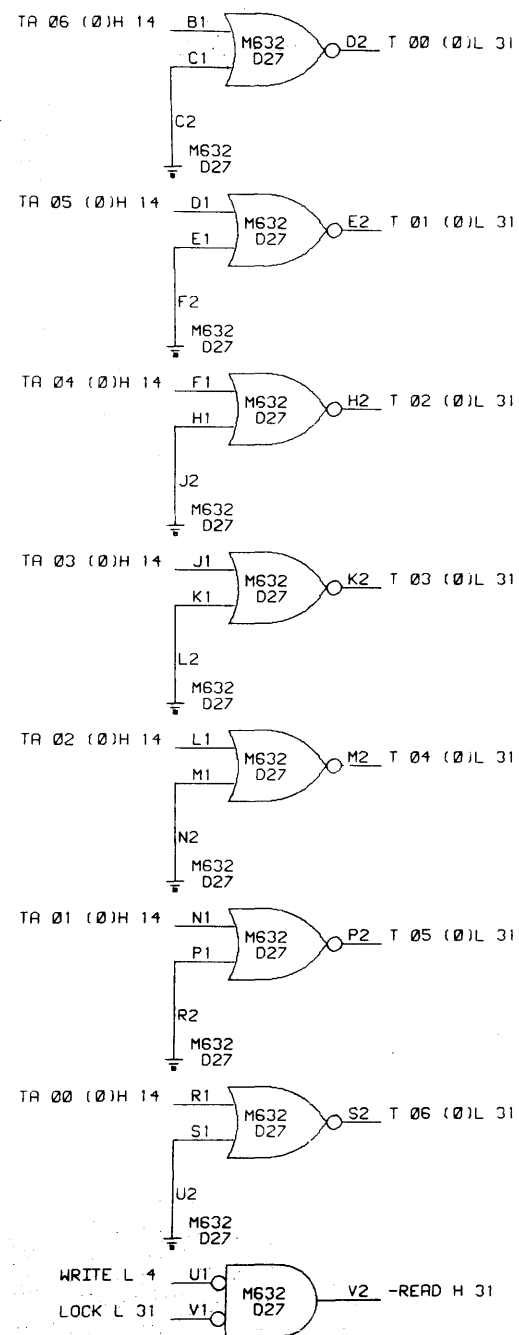 TA 06 (0)H 14 B1 M632 D2 T 00 (0)L 31
C1 D27
C2
M632
D27
TA 05 (0)H 14 D1 M632 E2 T 01 (0)L 31
E1 D27
F2
M632
D27
TA 04 (0)H 14 F1 M632 H2 T 02 (0)L 31
H1 D27
J2
M632
D27
TA 03 (0)H 14 J1 M632 K2 T 03 (0)L 31
K1 D27
L2
M632
D27
TA 02 (0)H 14 L1 M632 M2 T 04 (0)L 31
M1 D27
N2
M632
D27
TA 01 (0)H 14 N1 M632 P2 T 05 (0)L 31
P1 D27
R2
M632
D27
TA 00 (0)H 14 R1 M632 S2 T 06 (0)L 31
S1 D27
U2
M632
D27
WRITE L 4 U1 M632 V2 -READ H 31
LOCK L 31 V1 D27